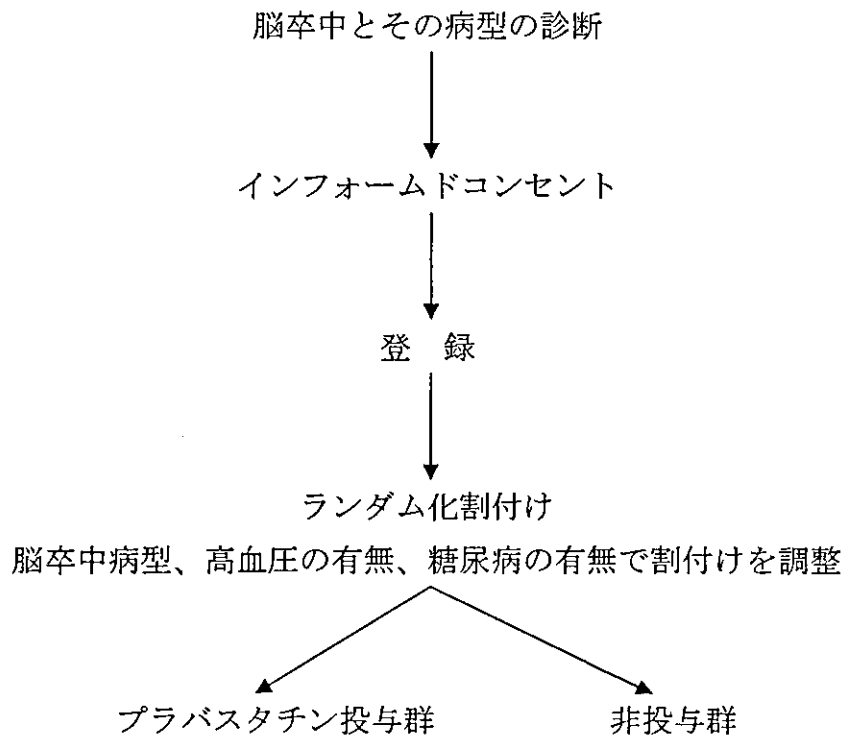 脳卒中とその病型の診断
インフォームドコンセント
登　録
ランダム化割付け
脳卒中病型、高血圧の有無、糖尿病の有無で割付けを調整
プラバスタチン投与群　非投与群